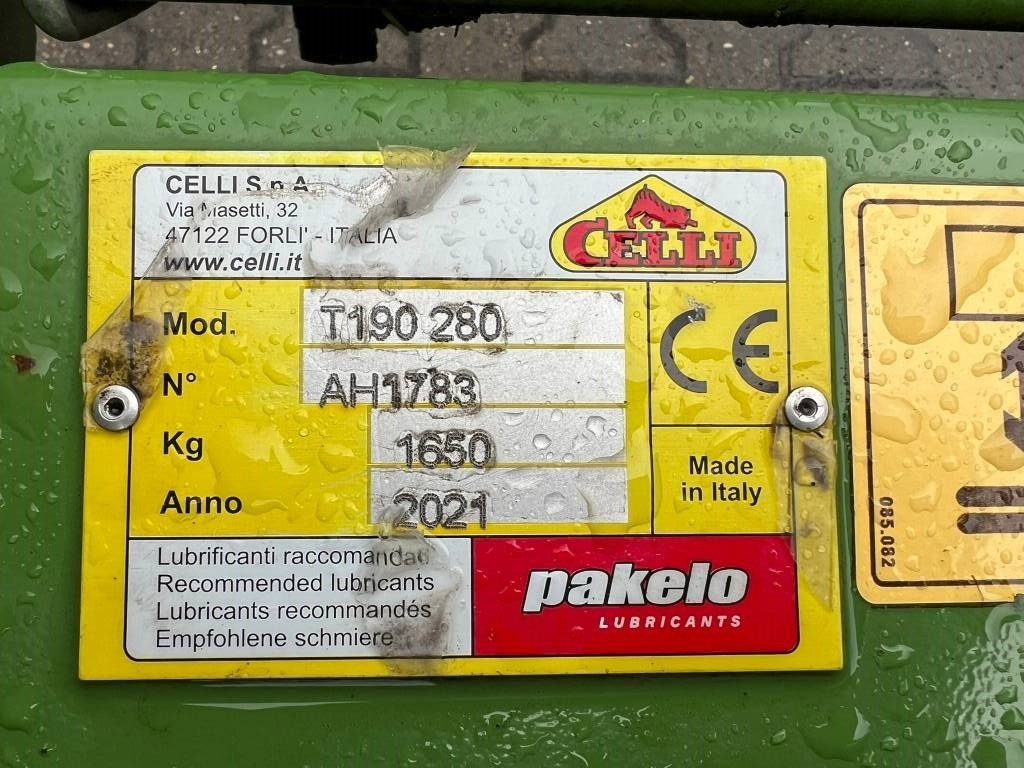 CELLI S.p.A.
Via Masetti, 32
47122 FORLI' - ITALIA
www.celli.it
CELLI
Mod. T190 280
N° AH1783
Kg 1650
Anno 2021
CE
Made
in Italy
Lubrificanti raccomandati
Recommended lubricants
Lubricants recommandés
Empfohlene schmiere
pakelo
LUBRICANTS
085.082